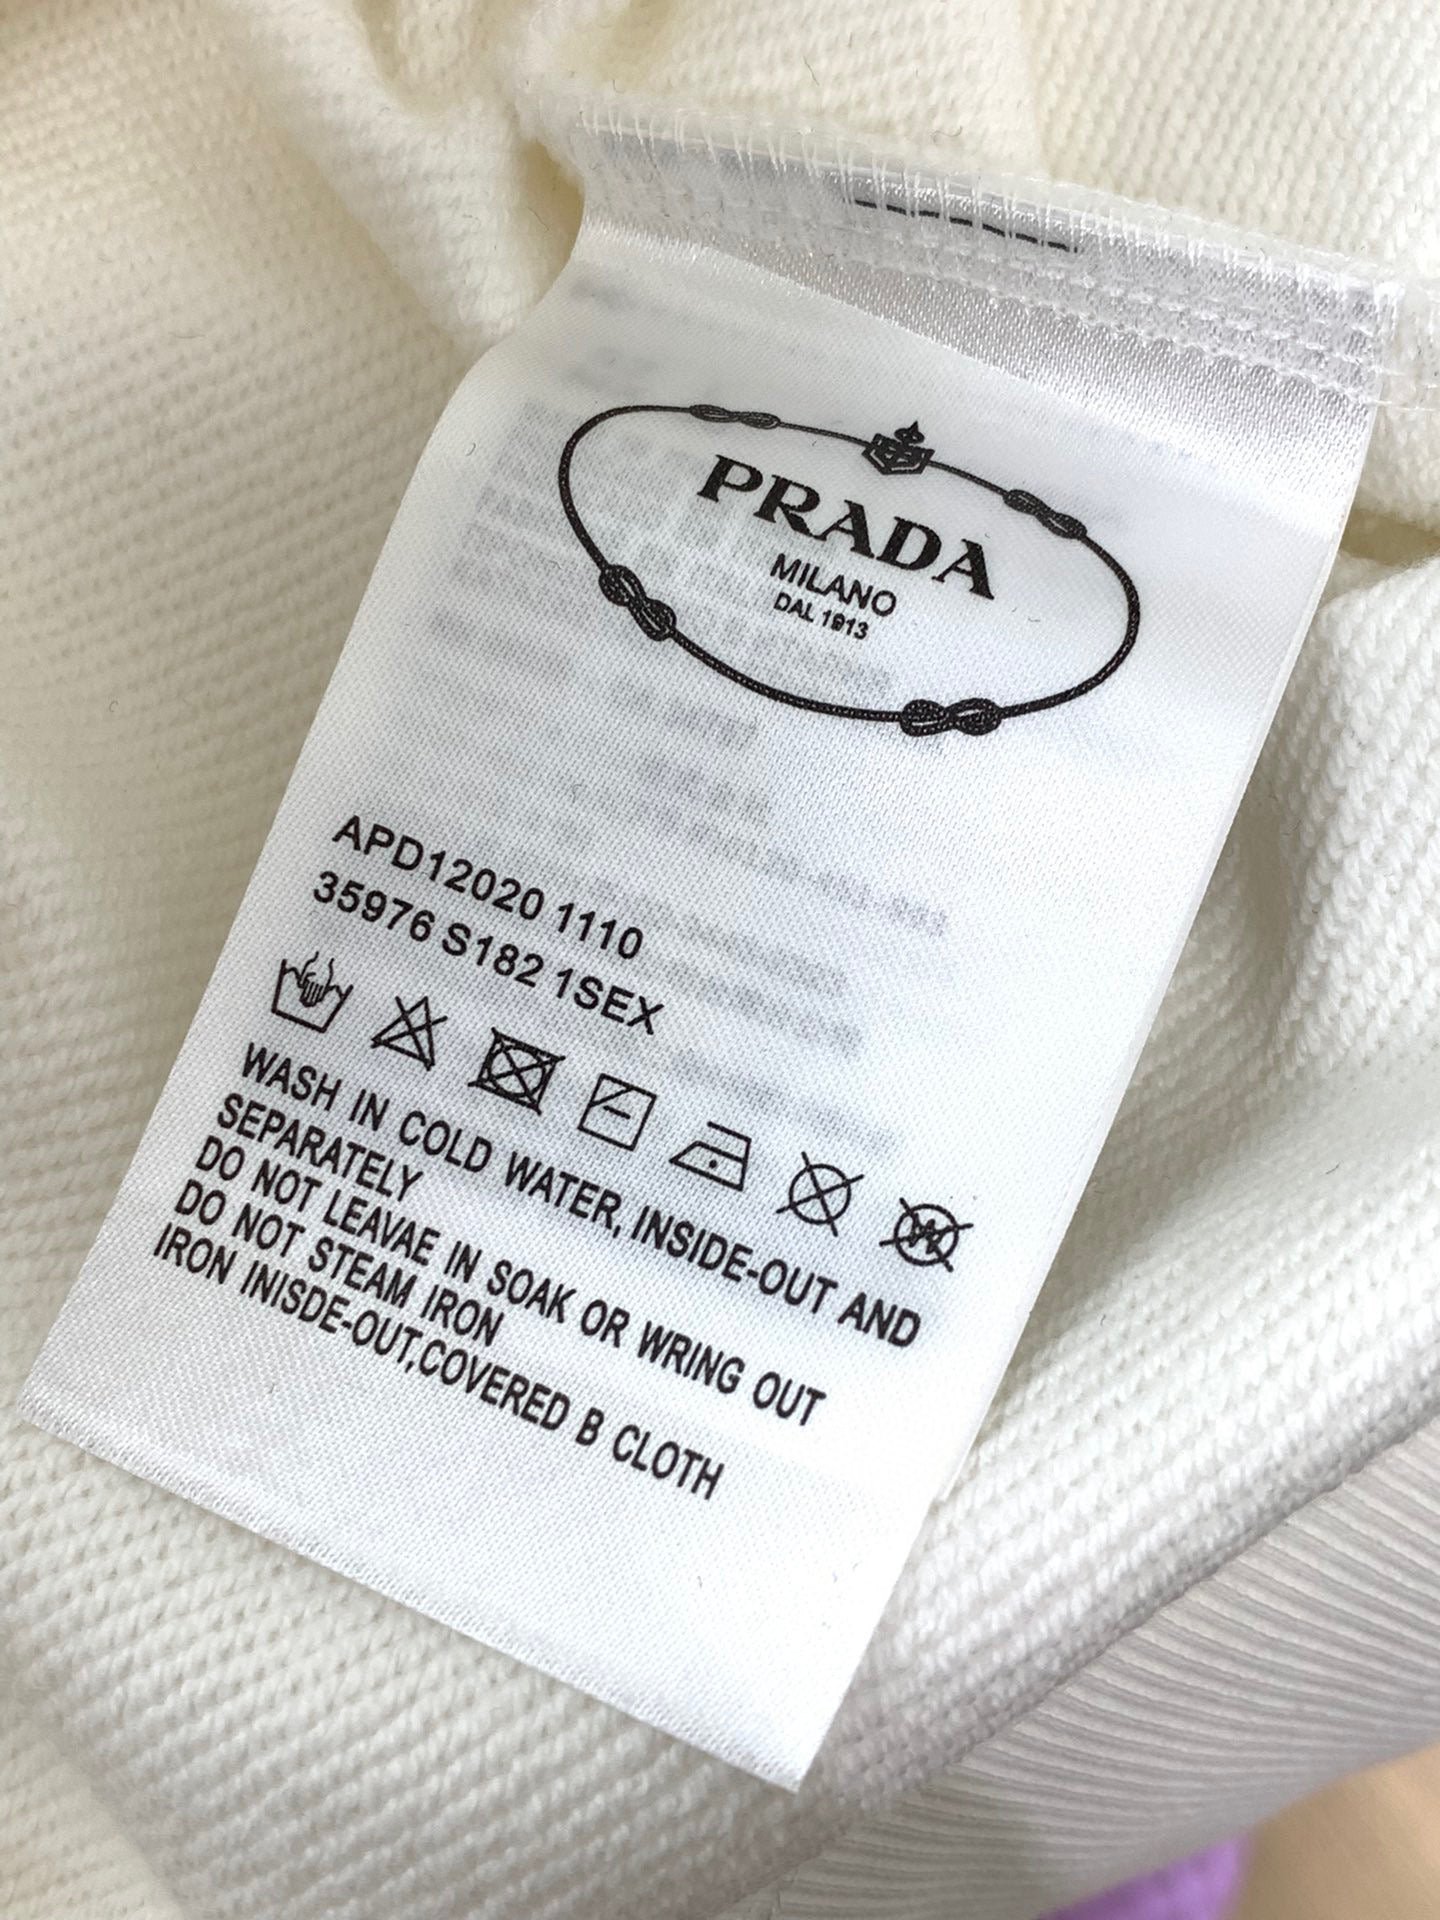 PRADA
MILANO
DAL 1913
APD12020 1110
35976 S182 1SEX
WASH IN COLD WATER, INSIDE-OUT AND
SEPARATELY
DO NOT LEAVAE IN SOAK OR WRING OUT
DO NOT STEAM IRON
IRON INISDE-OUT,COVERED B CLOTH